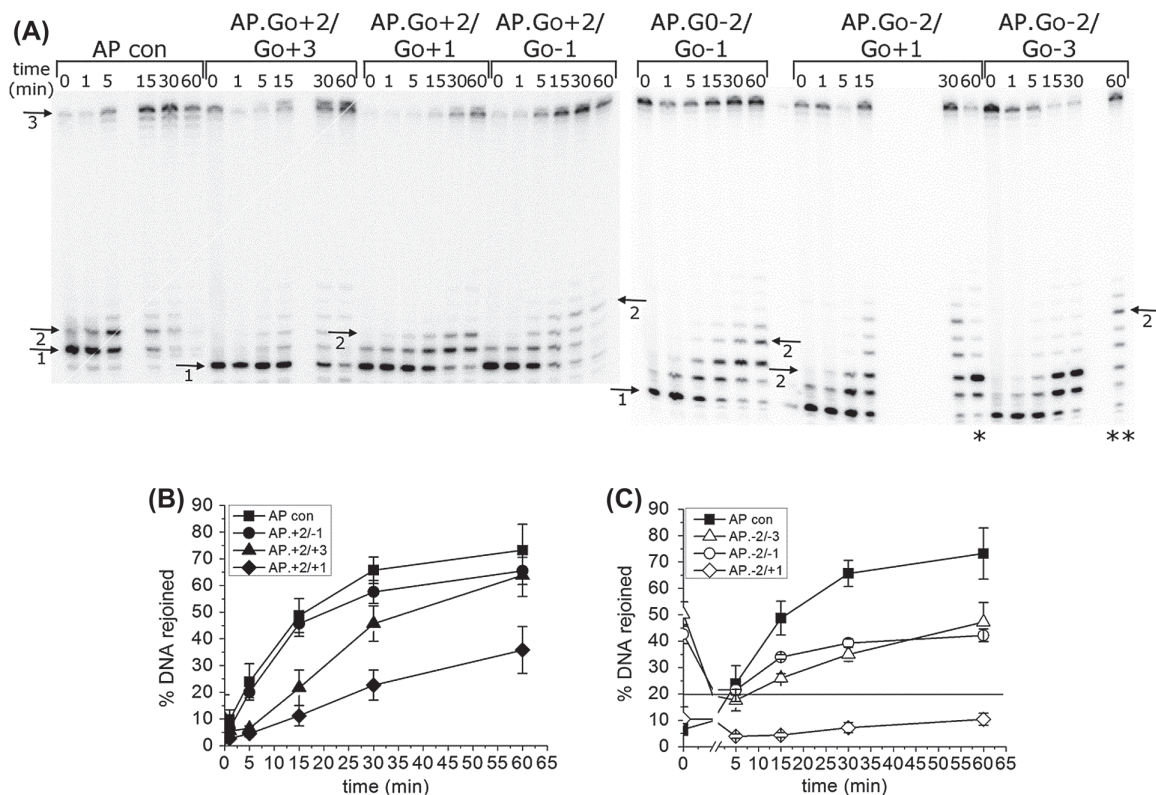 (A)
AP con
AP.Go+2/
Go+3
AP.Go+2/
Go+1
AP.Go+2/
Go-1
AP.G0-2/
Go-1
AP.Go-2/
Go+1
AP.Go-2/
Go-3
time
(min)
0 1 5 15 30 60
0 1 5 15 30 60
0 1 5 15 30 60
0 1 5 15 30 60
0 1 5 15 30 60
0 1 5 15 30 60
0 1 5 15 30 60
3
2
1
1
2
2
1
2
2
2
*
**
(B)
% DNA rejoined
90
80
70
60
50
40
30
20
10
0
AP con
AP.+2/-1
AP.+2/+3
AP.+2/+1
0 5 10 15 20 25 30 35 40 45 50 55 60 65
time (min)
(C)
% DNA rejoined
90
80
70
60
50
40
30
20
10
0
AP con
AP.-2/-3
AP.-2/-1
AP.-2/+1
0 5 10 15 20 25 30 35 40 45 50 55 60 65
time (min)